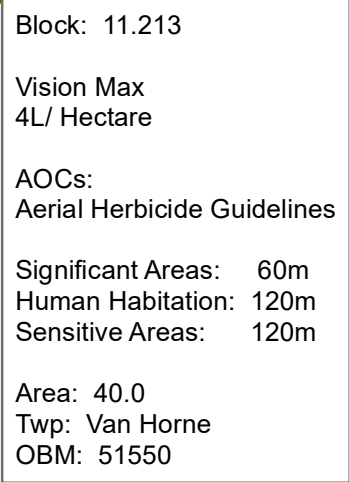 Block: 11.213
Vision Max
4L/ Hectare
AOCs:
Aerial Herbicide Guidelines
Significant Areas: 60m
Human Habitation: 120m
Sensitive Areas: 120m
Area: 40.0
Twp: Van Horne
OBM: 51550